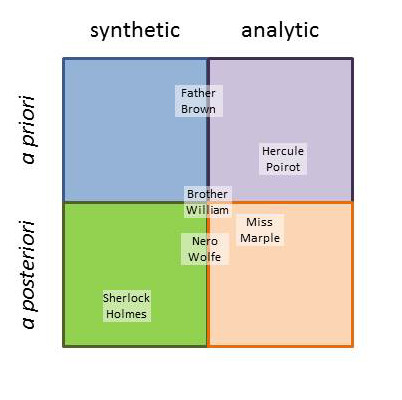 synthetic analytic
a priori
Father
Brown
Hercule
Poirot
Brother
William
a posteriori
Miss
Marple
Nero
Wolfe
Sherlock
Holmes